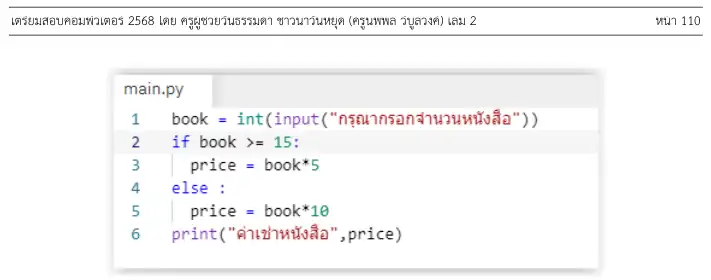 เตรียมสอบคอมพิวเตอร์ 2568 โดย ครูผู้ช่วยวันธรรมดา ชาวนาวันหยุด (ครูนพพล วิบูลวงค์) เล่ม 2 หน้า 110
main.py
1 book = int(input("กรุณากรอกจำนวนหนังสือ"))
2 if book >= 15:
3 price = book*5
4 else :
5 price = book*10
6 print("ค่าเช่าหนังสือ",price)